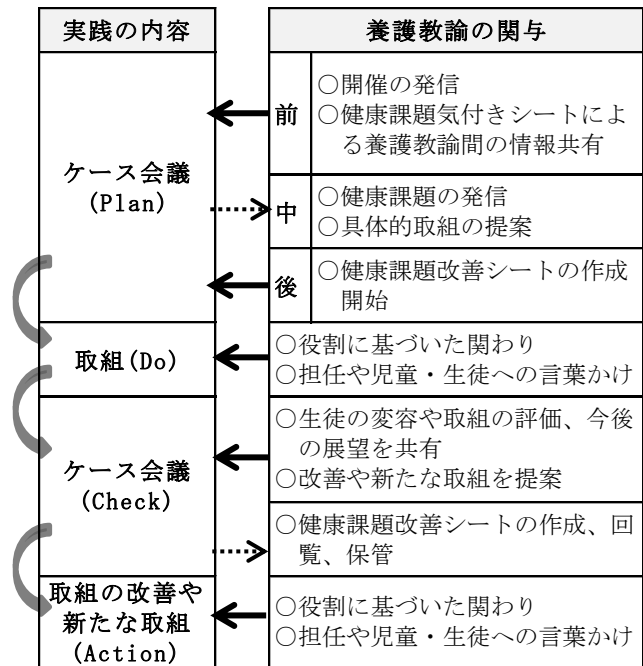 実践の内容
養護教諭の関与
ケース会議
(Plan)
前
○開催の発信
○健康課題気付きシートによ
る養護教諭間の情報共有
中
○健康課題の発信
○具体的取組の提案
後
○健康課題改善シートの作成
開始
取組(Do)
○役割に基づいた関わり
○担任や児童・生徒への言葉かけ
ケース会議
(Check)
○生徒の変容や取組の評価、今後
の展望を共有
○改善や新たな取組を提案
○健康課題改善シートの作成、回
覧、保管
取組の改善や
新たな取組
(Action)
○役割に基づいた関わり
○担任や児童・生徒への言葉かけ